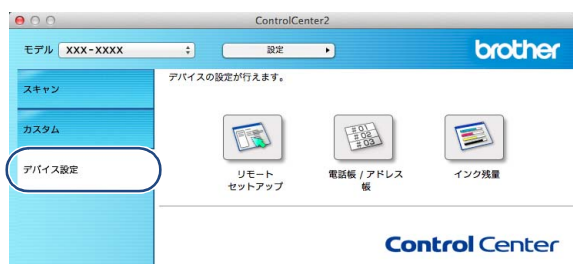 ControlCenter2
モデル XXX-XXXX 設定 brother
デバイスの設定が行えます。
スキャン
カスタム
デバイス設定
リモート
セットアップ
電話帳 / アドレス
帳
インク残量
#01
#02
#03
Control Center